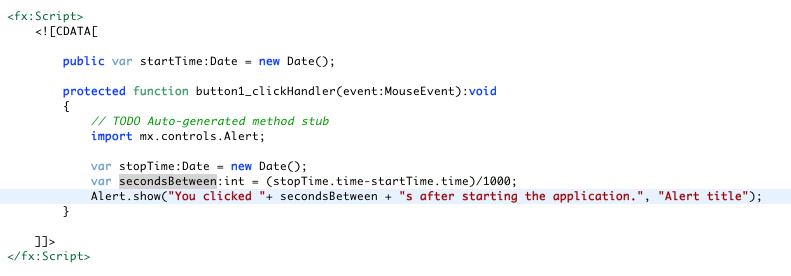 <fx:Script>
<![CDATA[
public var startTime:Date = new Date();
protected function button1_clickHandler(event:MouseEvent):void
{
// TODO Auto-generated method stub
import mx.controls.Alert;
var stopTime:Date = new Date();
var secondsBetween:int = (stopTime.time-startTime.time)/1000;
Alert.show("You clicked "+ secondsBetween + "s after starting the application.", "Alert title");
}
]]>
</fx:Script>